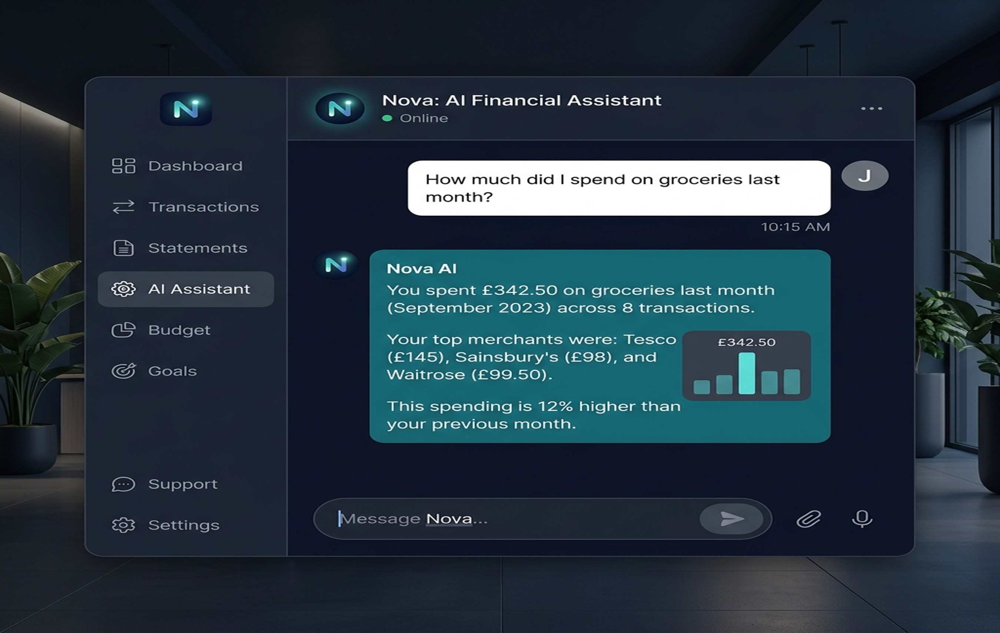 N
Dashboard
Transactions
Statements
AI Assistant
Budget
Goals
Support
Settings
N
Nova: AI Financial Assistant
Online
How much did I spend on groceries last
month?
J
10:15 AM
N
Nova AI
You spent £342.50 on groceries last month
(September 2023) across 8 transactions.
Your top merchants were: Tesco
(£145), Sainsbury's (£98), and
Waitrose (£99.50).
£342.50
This spending is 12% higher than
your previous month.
Message Nova...